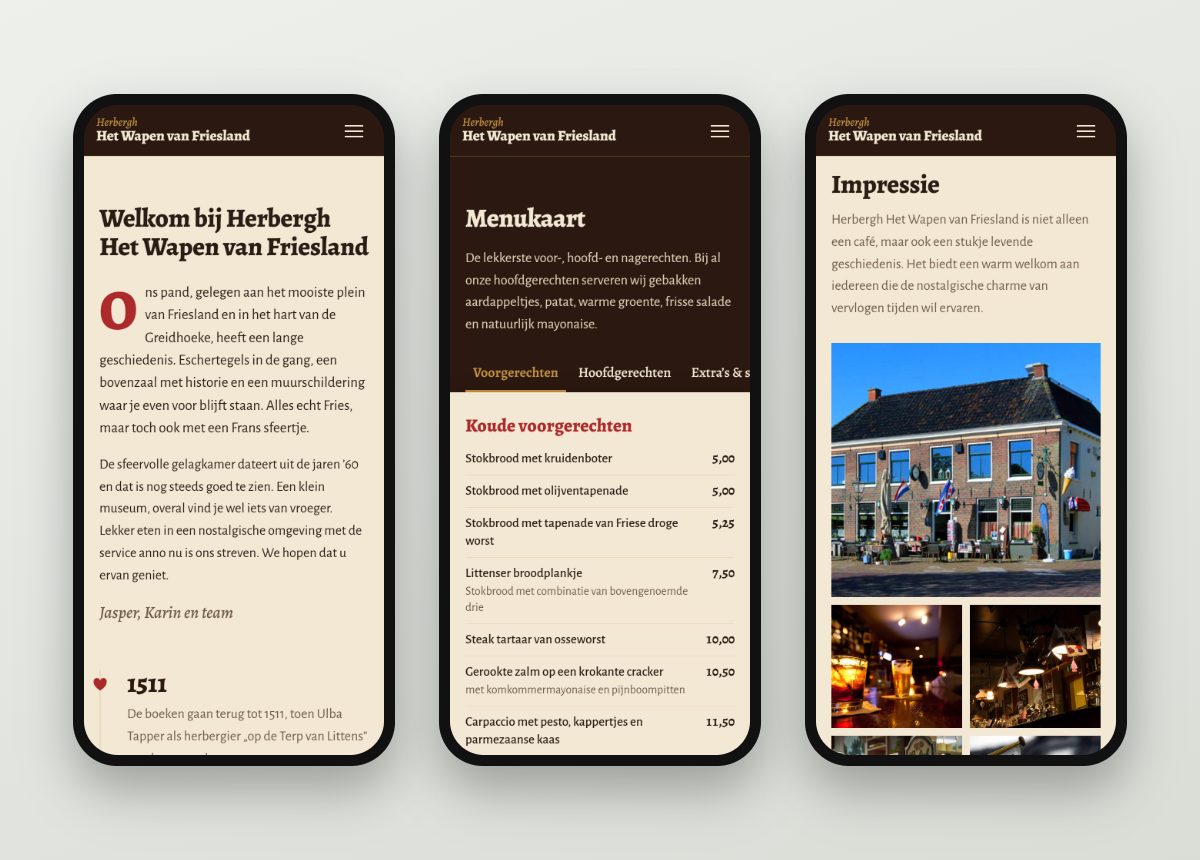 Herbergh
Het Wapen van Friesland
Welkom bij Herbergh
Het Wapen van Friesland
Ons pand, gelegen aan het mooiste plein
van Friesland en in het hart van de
Greidhoeke, heeft een lange
geschiedenis. Eschertegels in de gang, een
bovenzaal met historie en een muurschildering
waar je even voor blijft staan. Alles echt Fries,
maar toch ook met een Frans sfeertje.
De sfeervolle gelagkamer dateert uit de jaren '60
en dat is nog steeds goed te zien. Een klein
museum, overal vind je wel iets van vroeger.
Lekker eten in een nostalgische omgeving met de
service anno nu is ons streven. We hopen dat u
ervan geniet.
Jasper, Karin en team
1511
De boeken gaan terug tot 1511, toen Ulba
Tapper als herbergier „op de Terp van Littens”
Herbergh
Het Wapen van Friesland
Menukaart
De lekkerste voor-, hoofd- en nagerechten. Bij al
onze hoofdgerechten serveren wij gebakken
aardappeltjes, patat, warme groente, frisse salade
en natuurlijk mayonaise.
Voorgerechten Hoofdgerechten Extra's & s
Koude voorgerechten
Stokbrood met kruidenboter 5,00
Stokbrood met olijventapenade 5,00
Stokbrood met tapenade van Friese droge 5,25
worst
Littenser broodplankje 7,50
Stokbrood met combinatie van bovengenoemde
drie
Steak tartaar van osseworst 10,00
Gerookte zalm op een krokante cracker 10,50
met komkommermayonaise en pijnboompitten
Carpaccio met pesto, kappertjes en 11,50
parmezaanse kaas
Herbergh
Het Wapen van Friesland
Impressie
Herbergh Het Wapen van Friesland is niet alleen
een café, maar ook een stukje levende
geschiedenis. Het biedt een warm welkom aan
iedereen die de nostalgische charme van
vervlogen tijden wil ervaren.